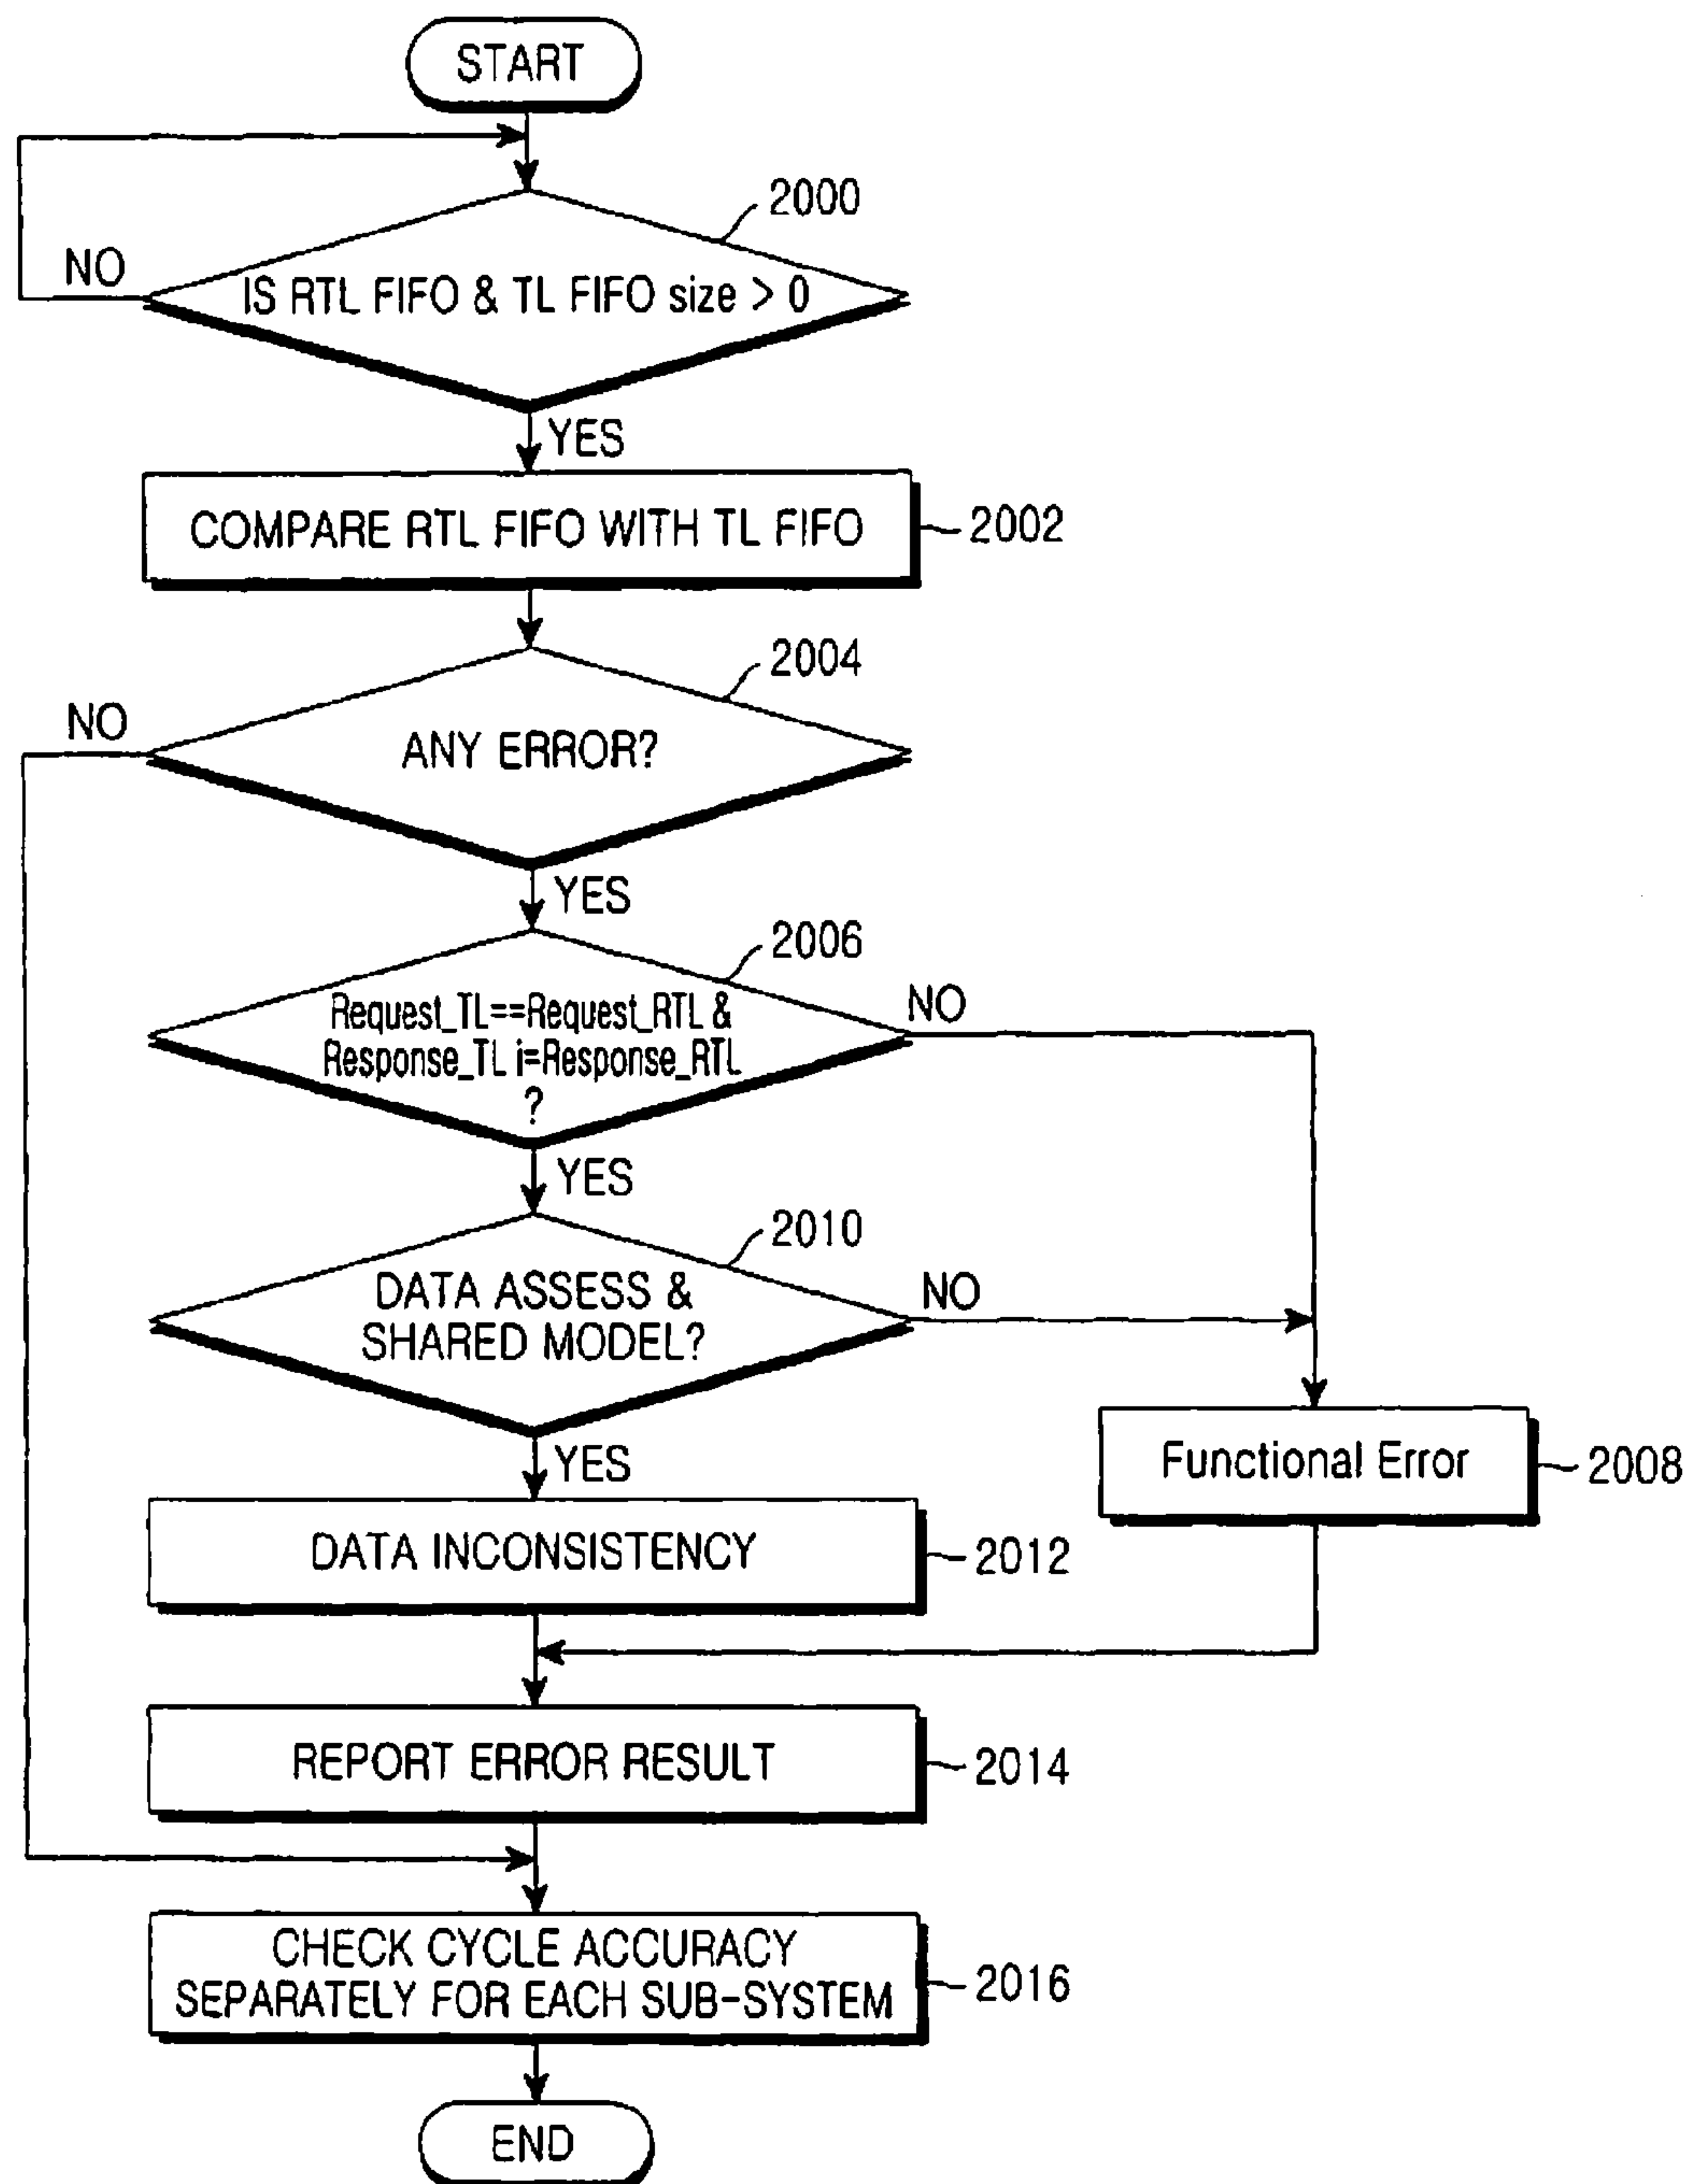 START
2000
NO
IS RTL FIFO & TL FIFO size > 0
YES
COMPARE RTL FIFO WITH TL FIFO
2002
2004
NO
ANY ERROR?
YES
2006
Request_TL==Request_RTL &
Response_TL i=Response_RTL
?
NO
YES
2010
DATA ASSESS &
SHARED MODEL?
NO
YES
Functional Error
2008
DATA INCONSISTENCY
2012
REPORT ERROR RESULT
2014
CHECK CYCLE ACCURACY
SEPARATELY FOR EACH SUB-SYSTEM
2016
END